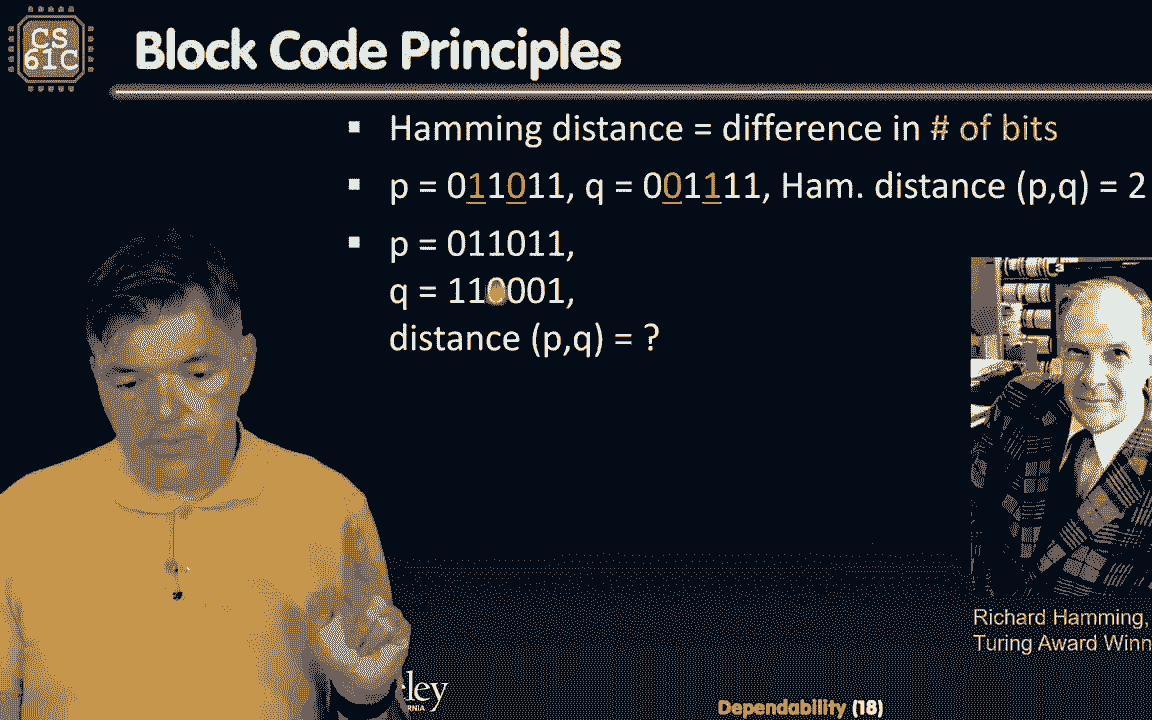 CS
61C
Block Code Principles
▪ Hamming distance = difference in # of bits
▪ p = 011011, q = 001111, Ham. distance (p,q) = 2
▪ p = 011011,
q = 110001,
distance (p,q) = ?
Richard Hamming,
Turing Award Winn
ley
RNIA
Dependability (18)